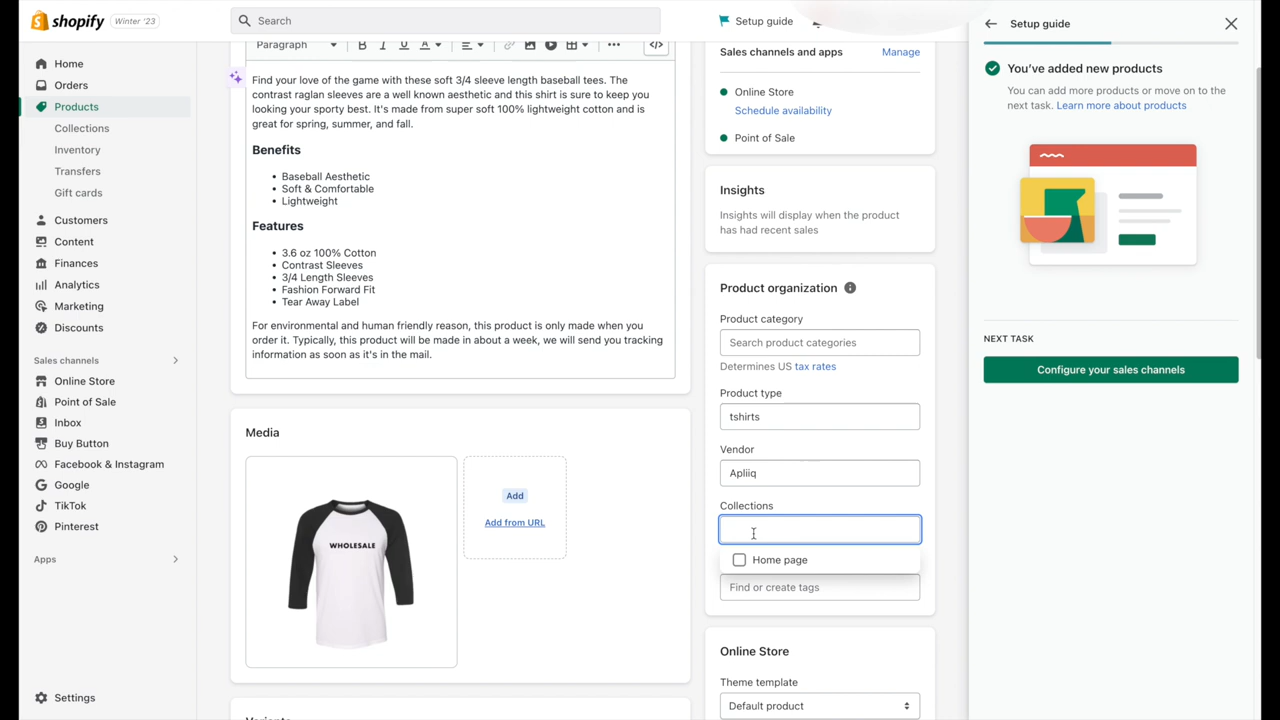 shopify
Winter '23
Search
Setup guide
Home
Orders
Products
Collections
Inventory
Transfers
Gift cards
Customers
Content
Finances
Analytics
Marketing
Discounts
Sales channels
Online Store
Point of Sale
Inbox
Buy Button
Facebook & Instagram
Google
TikTok
Pinterest
Apps
Settings
Paragraph B I U A
Find your love of the game with these soft 3/4 sleeve length baseball tees. The
contrast raglan sleeves are a well known aesthetic and this shirt is sure to keep you
looking your sporty best. It's made from super soft 100% lightweight cotton and is
great for spring, summer, and fall.
Benefits
• Baseball Aesthetic
• Soft & Comfortable
• Lightweight
Features
• 3.6 oz 100% Cotton
• Contrast Sleeves
• 3/4 Length Sleeves
• Fashion Forward Fit
• Tear Away Label
For environmental and human friendly reason, this product is only made when you
order it. Typically, this product will be made in about a week, we will send you tracking
information as soon as it's in the mail.
Media
WHOLESALE
Add
Add from URL
Variants
Sales channels and apps Manage
Online Store
Schedule availability
Point of Sale
Insights
Insights will display when the product
has had recent sales
Product organization
Product category
Search product categories
Determines US tax rates
Product type
tshirts
Vendor
Apliiq
Collections
Home page
Find or create tags
Online Store
Theme template
Default product
Setup guide
You've added new products
You can add more products or move on to the
next task. Learn more about products
NEXT TASK
Configure your sales channels